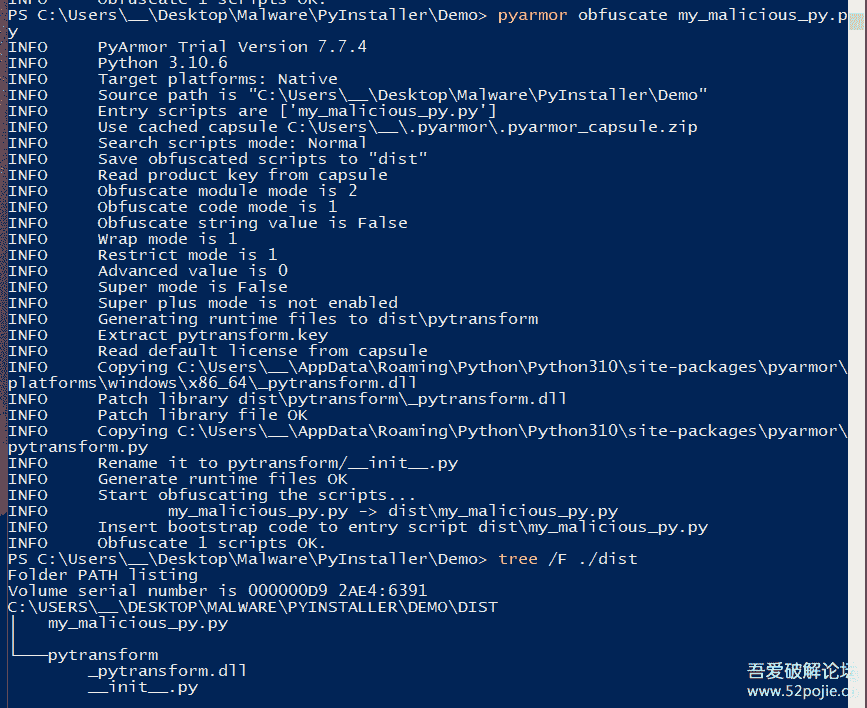 INFO     Obfuscate 1 scripts OK.
PS C:\Users\__\Desktop\Malware\PyInstaller\Demo> pyarmor obfuscate my_malicious_py.p
y
INFO     PyArmor Trial Version 7.7.4
INFO     Python 3.10.6
INFO     Target platforms: Native
INFO     Source path is "C:\Users\__\Desktop\Malware\PyInstaller\Demo"
INFO     Entry scripts are ['my_malicious_py.py']
INFO     Use cached capsule C:\Users\__\.pyarmor\.pyarmor_capsule.zip
INFO     Search scripts mode: Normal
INFO     Save obfuscated scripts to "dist"
INFO     Read product key from capsule
INFO     Obfuscate module mode is 2
INFO     Obfuscate code mode is 1
INFO     Obfuscate string value is False
INFO     Wrap mode is 1
INFO     Restrict mode is 1
INFO     Advanced value is 0
INFO     Super mode is False
INFO     Super plus mode is not enabled
INFO     Generating runtime files to dist\pytransform
INFO     Extract pytransform.key
INFO     Read default license from capsule
INFO     Copying C:\Users\__\AppData\Roaming\Python\Python310\site-packages\pyarmor\
platforms\windows\x86_64\_pytransform.dll
INFO     Patch library dist\pytransform\_pytransform.dll
INFO     Patch library file OK
INFO     Copying C:\Users\__\AppData\Roaming\Python\Python310\site-packages\pyarmor\
pytransform.py
INFO     Rename it to pytransform/__init__.py
INFO     Generate runtime files OK
INFO     Start obfuscating the scripts...
INFO             my_malicious_py.py -> dist\my_malicious_py.py
INFO     Insert bootstrap code to entry script dist\my_malicious_py.py
INFO     Obfuscate 1 scripts OK.
PS C:\Users\__\Desktop\Malware\PyInstaller\Demo> tree /F ./dist
Folder PATH listing
Volume serial number is 000000D9 2AE4:6391
C:\USERS\__\DESKTOP\MALWARE\PYINSTALLER\DEMO\DIST
│   my_malicious_py.py
│
└───pytransform
        _pytransform.dll
        __init__.py
吾爱破解论坛
www.52pojie.c